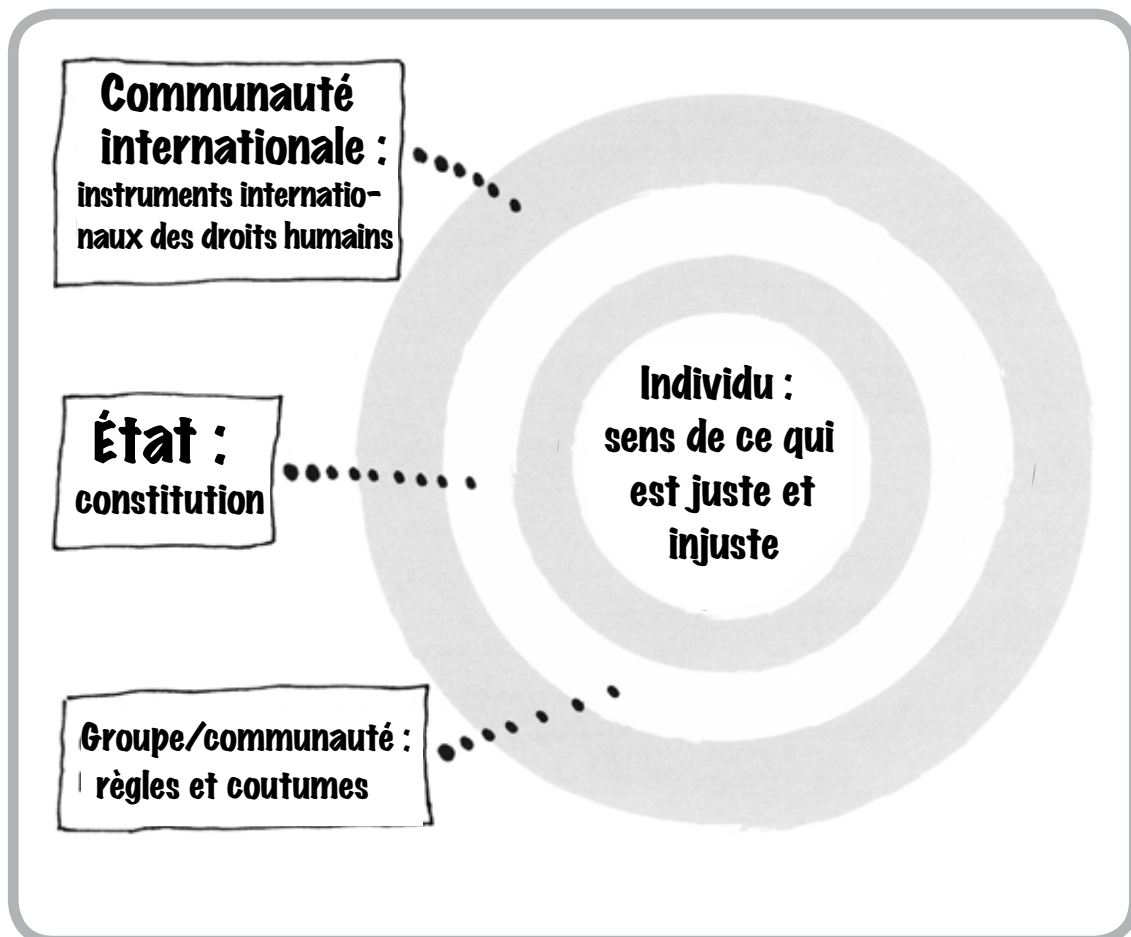 Communauté
internationale :
instruments internatio-
naux des droits humains
État :
constitution
Groupe/communauté :
règles et coutumes
Individu :
sens de ce qui
est juste et
injuste